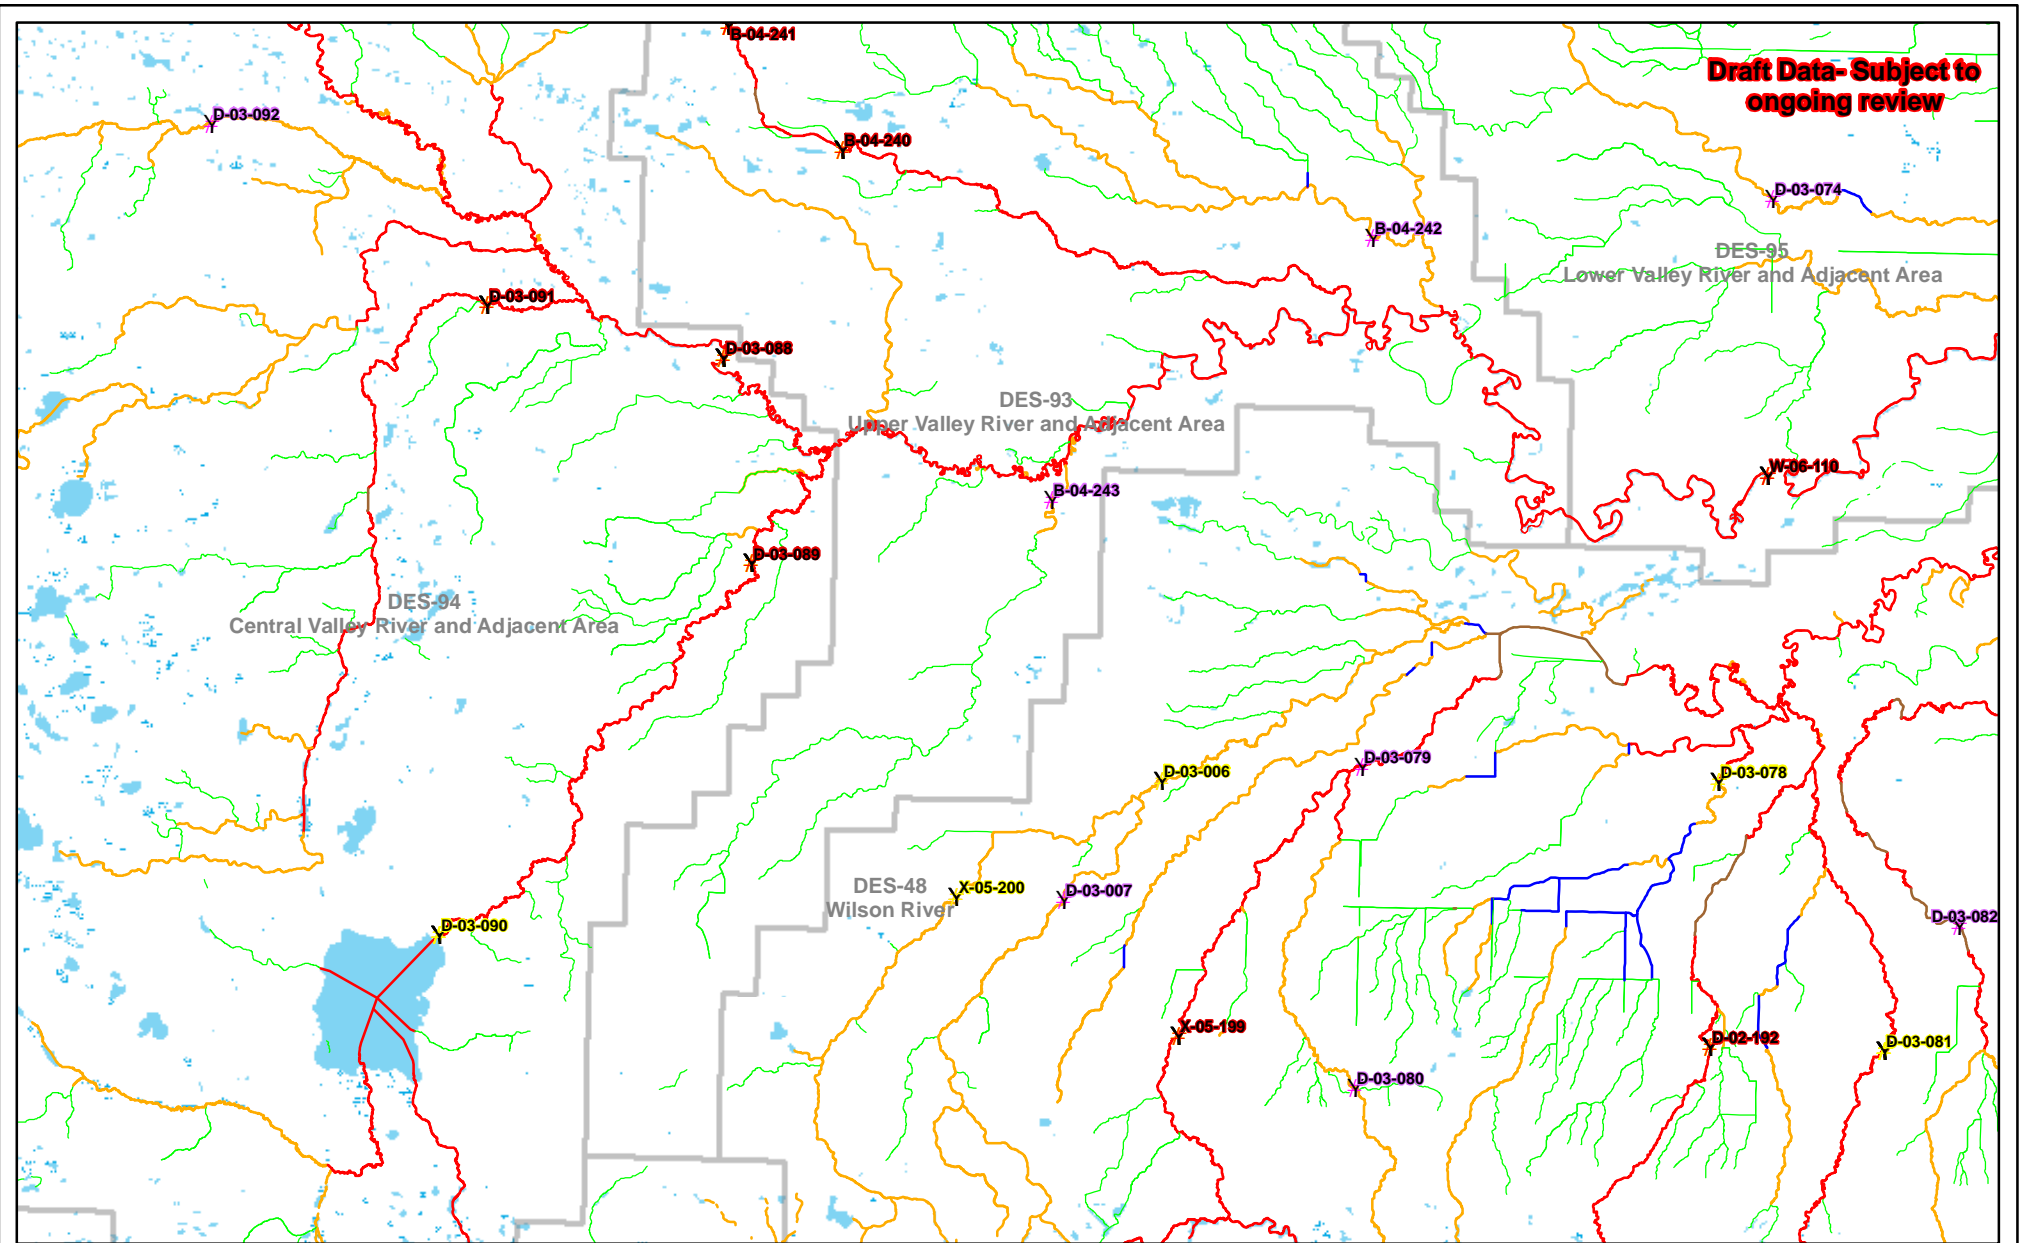 B-04-241
Draft Data- Subject to
ongoing review
D-03-092
B-04-240
D-03-074
B-04-242
DES-95
Lower Valley River and Adjacent Area
D-03-091
D-03-088
DES-93
Upper Valley River and Adjacent Area
W-06-110
B-04-243
D-03-089
DES-94
Central Valley River and Adjacent Area
D-03-079
D-03-006
D-03-078
DES-48
Wilson River
X-05-200
D-03-007
D-03-082
D-03-090
X-05-199
D-02-192
D-03-081
D-03-080